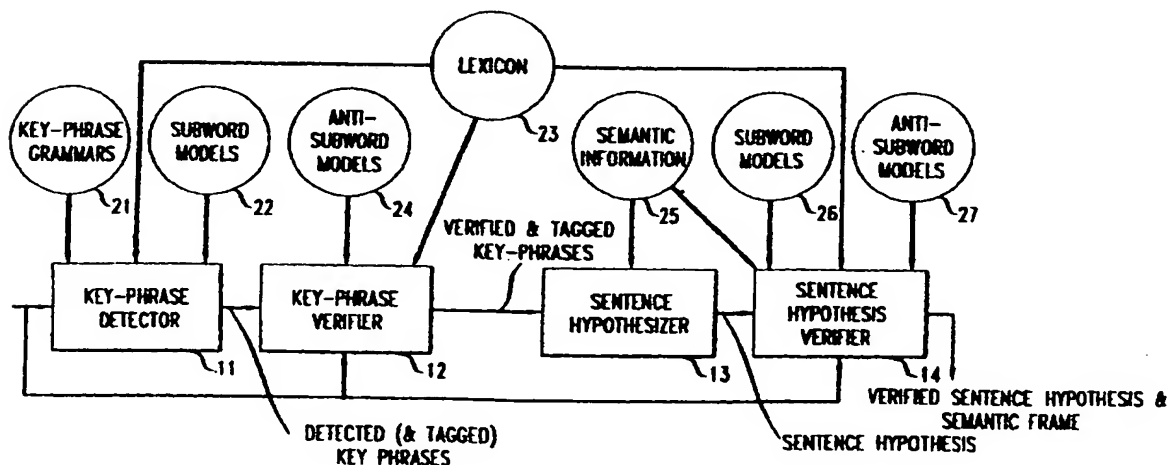 LEXICON
23
KEY-PHRASE
GRAMMARS
21
SUBWORD
MODELS
22
ANTI-
SUBWORD
MODELS
24
SEMANTIC
INFORMATION
25
SUBWORD
MODELS
26
ANTI-
SUBWORD
MODELS
27
VERIFIED & TAGGED
KEY-PHRASES
KEY-PHRASE
DETECTOR
11
KEY-PHRASE
VERIFIER
12
SENTENCE
HYPOTHESIZER
13
SENTENCE
HYPOTHESIS
VERIFIER
14
DETECTED (& TAGGED)
KEY PHRASES
SENTENCE HYPOTHESIS
VERIFIED SENTENCE HYPOTHESIS &
SEMANTIC FRAME